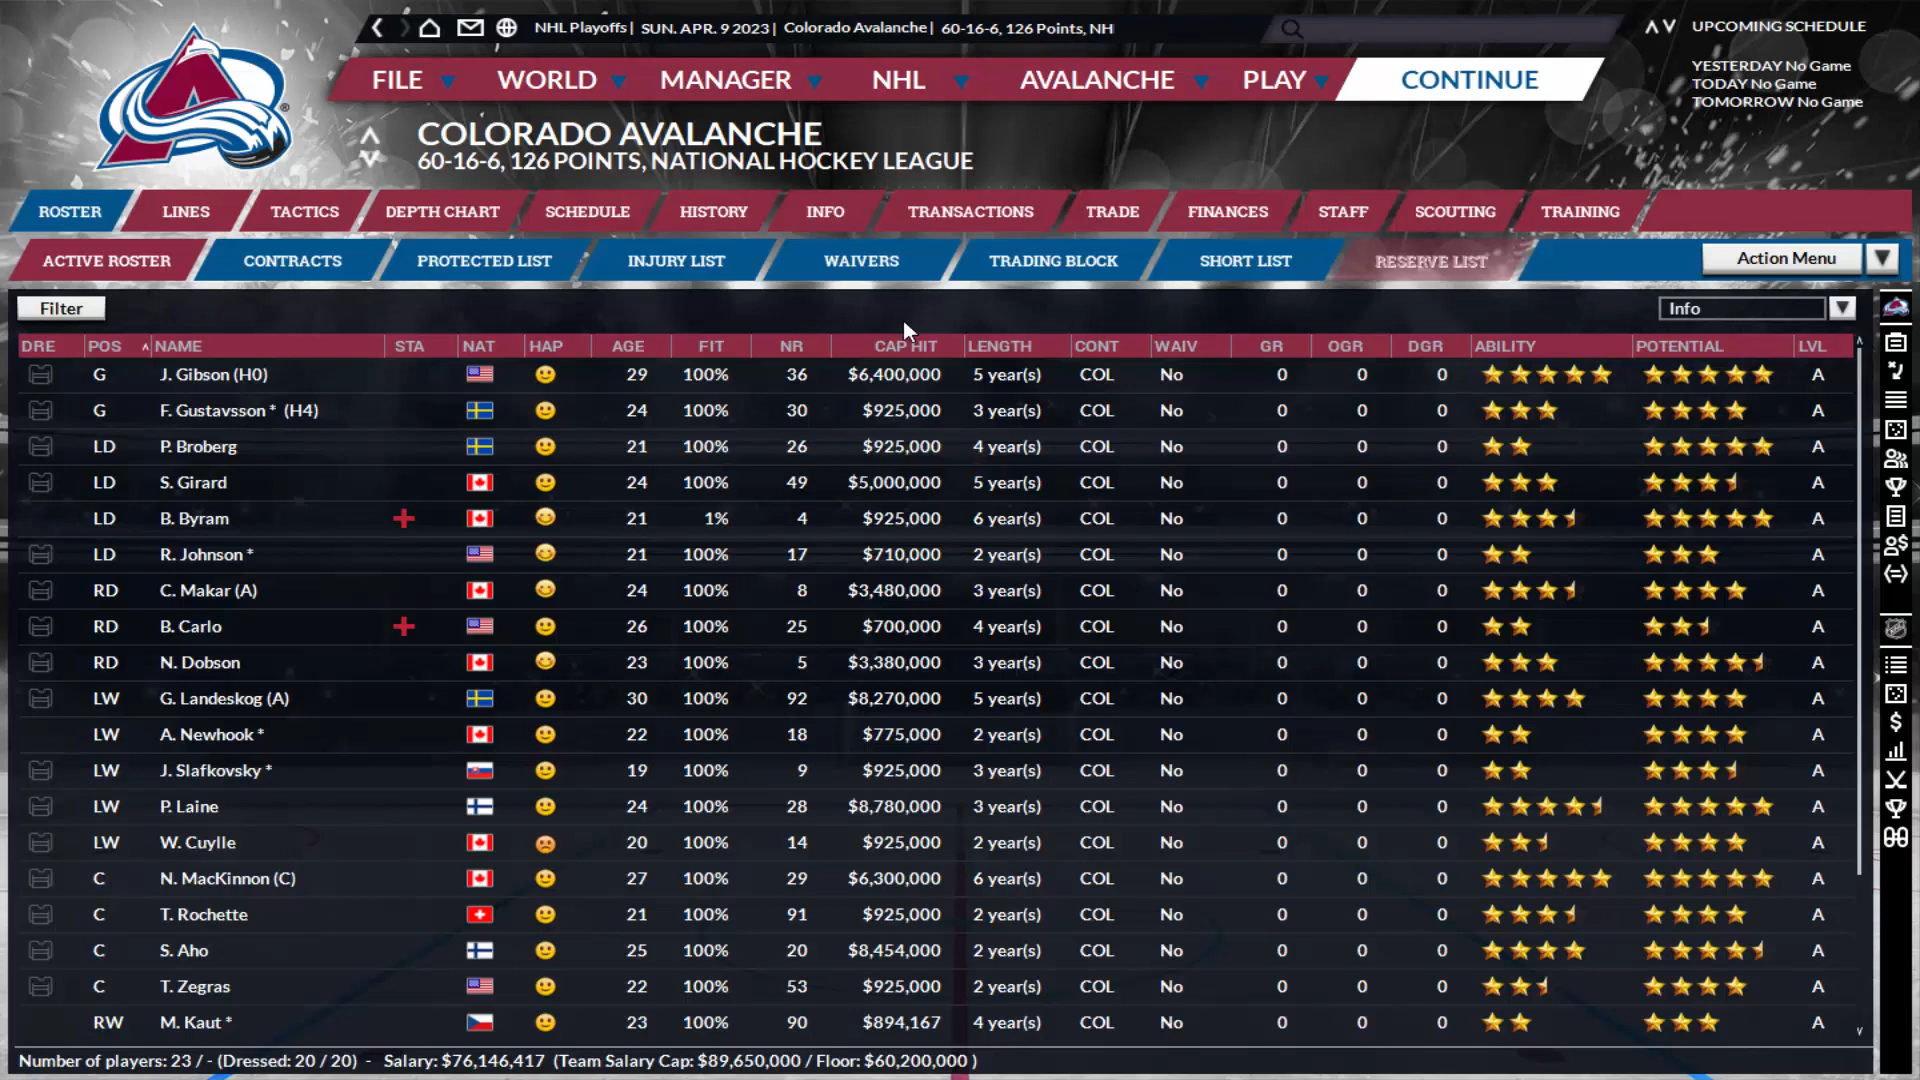 NHL Playoffs | SUN. APR. 9 2023 | Colorado Avalanche | 60-16-6, 126 Points, NH
UPCOMING SCHEDULE
YESTERDAY No Game
TODAY No Game
TOMORROW No Game
FILE WORLD MANAGER NHL AVALANCHE PLAY CONTINUE
COLORADO AVALANCHE
60-16-6, 126 POINTS, NATIONAL HOCKEY LEAGUE
ROSTER LINES TACTICS DEPTH CHART SCHEDULE HISTORY INFO TRANSACTIONS TRADE FINANCES STAFF SCOUTING TRAINING
ACTIVE ROSTER CONTRACTS PROTECTED LIST INJURY LIST WAIVERS TRADING BLOCK SHORT LIST RESERVE LIST Action Menu
Filter Info
DRE POS NAME STA NAT HAP AGE FIT NR CAP HIT LENGTH CONT WAIV GR OGR DGR ABILITY POTENTIAL LVL
G J. Gibson (H0) 29 100% 36 $6,400,000 5 year(s) COL No 0 0 0 A
G F. Gustavsson * (H4) 24 100% 30 $925,000 3 year(s) COL No 0 0 0 A
LD P. Broberg 21 100% 26 $925,000 4 year(s) COL No 0 0 0 A
LD S. Girard 24 100% 49 $5,000,000 5 year(s) COL No 0 0 0 A
LD B. Byram 21 1% 4 $925,000 6 year(s) COL No 0 0 0 A
LD R. Johnson * 21 100% 17 $710,000 2 year(s) COL No 0 0 0 A
RD C. Makar (A) 24 100% 8 $3,480,000 3 year(s) COL No 0 0 0 A
RD B. Carlo 26 100% 25 $700,000 4 year(s) COL No 0 0 0 A
RD N. Dobson 23 100% 5 $3,380,000 3 year(s) COL No 0 0 0 A
LW G. Landeskog (A) 30 100% 92 $8,270,000 5 year(s) COL No 0 0 0 A
LW A. Newhook * 22 100% 18 $775,000 2 year(s) COL No 0 0 0 A
LW J. Slafkovsky * 19 100% 9 $925,000 3 year(s) COL No 0 0 0 A
LW P. Laine 24 100% 28 $8,780,000 3 year(s) COL No 0 0 0 A
LW W. Cuylle 20 100% 14 $925,000 2 year(s) COL No 0 0 0 A
C N. MacKinnon (C) 27 100% 29 $6,300,000 6 year(s) COL No 0 0 0 A
C T. Rochette 21 100% 91 $925,000 2 year(s) COL No 0 0 0 A
C S. Aho 25 100% 20 $8,454,000 2 year(s) COL No 0 0 0 A
C T. Zegras 22 100% 53 $925,000 2 year(s) COL No 0 0 0 A
RW M. Kaut * 23 100% 90 $894,167 4 year(s) COL No 0 0 0 A
Number of players: 23 / - (Dressed: 20 / 20) - Salary: $76,146,417 (Team Salary Cap: $89,650,000 / Floor: $60,200,000 )